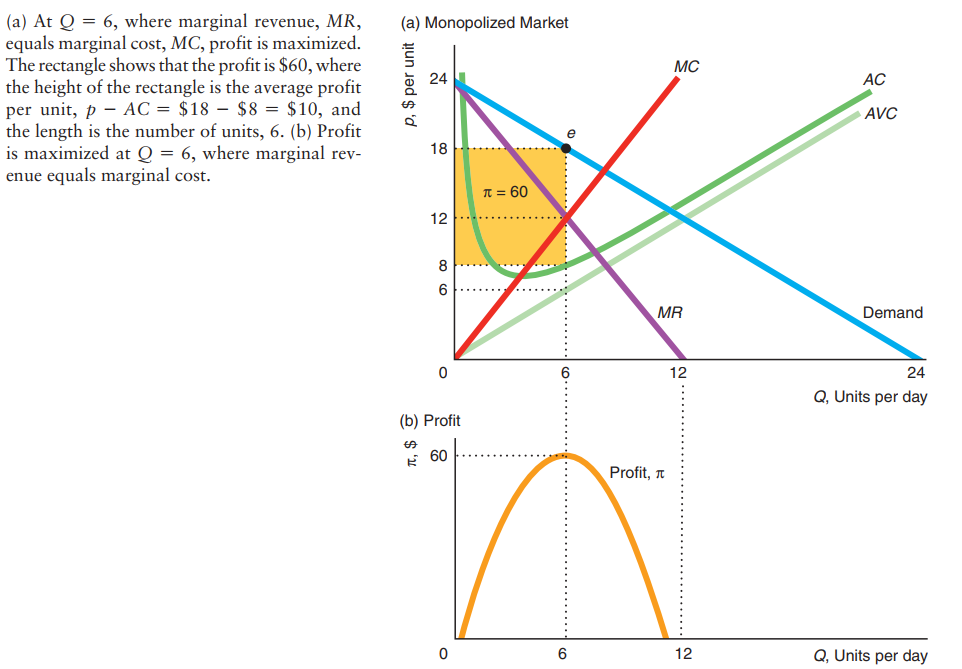 (a) At Q = 6, where marginal revenue, MR,
equals marginal cost, MC, profit is maximized.
The rectangle shows that the profit is $60, where
the height of the rectangle is the average profit
per unit, p − AC = $18 − $8 = $10, and
the length is the number of units, 6. (b) Profit
is maximized at Q = 6, where marginal rev-
enue equals marginal cost.
(a) Monopolized Market
p, $ per unit
MC
24
AC
AVC
e
18
π = 60
12
8
6
MR
Demand
0
6
12
24
Q, Units per day
(b) Profit
π, $
60
Profit, π
0
6
12
Q, Units per day